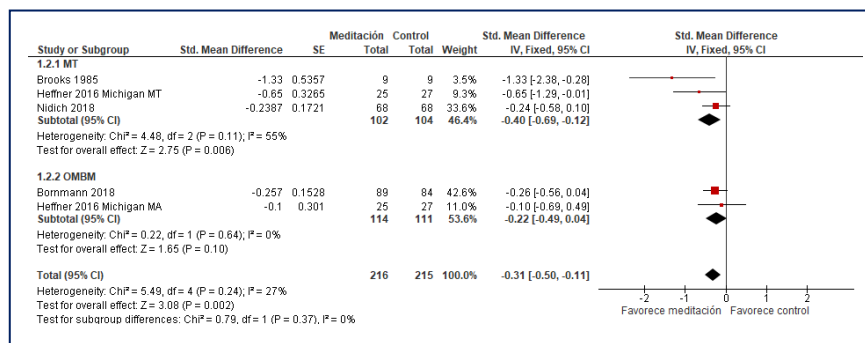 Meditación Control Std. Mean Difference Std. Mean Difference
Study or Subgroup Std. Mean Difference SE Total Total Weight IV, Fixed, 95% CI IV, Fixed, 95% CI
1.2.1 MT
Brooks 1985 -1.33 0.5357 9 9 3.5% -1.33 [-2.38, -0.28]
Heffner 2016 Michigan MT -0.65 0.3265 25 27 9.3% -0.65 [-1.29, -0.01]
Nidich 2018 -0.2387 0.1721 68 68 33.6% -0.24 [-0.58, 0.10]
Subtotal (95% CI) 102 104 46.4% -0.40 [-0.69, -0.12]
Heterogeneity: Chi² = 4.48, df = 2 (P = 0.11); I² = 55%
Test for overall effect: Z = 2.75 (P = 0.006)
1.2.2 OMBM
Bornmann 2018 -0.257 0.1528 89 84 42.6% -0.26 [-0.56, 0.04]
Heffner 2016 Michigan MA -0.1 0.301 25 27 11.0% -0.10 [-0.69, 0.49]
Subtotal (95% CI) 114 111 53.6% -0.22 [-0.49, 0.04]
Heterogeneity: Chi² = 0.22, df = 1 (P = 0.64); I² = 0%
Test for overall effect: Z = 1.65 (P = 0.10)
Total (95% CI) 216 215 100.0% -0.31 [-0.50, -0.11]
Heterogeneity: Chi² = 5.49, df = 4 (P = 0.24); I² = 27%
Test for overall effect: Z = 3.08 (P = 0.002)
Test for subgroup differences: Chi² = 0.79, df = 1 (P = 0.37), I² = 0%
-2 -1 0 1 2
Favorece meditación Favorece control